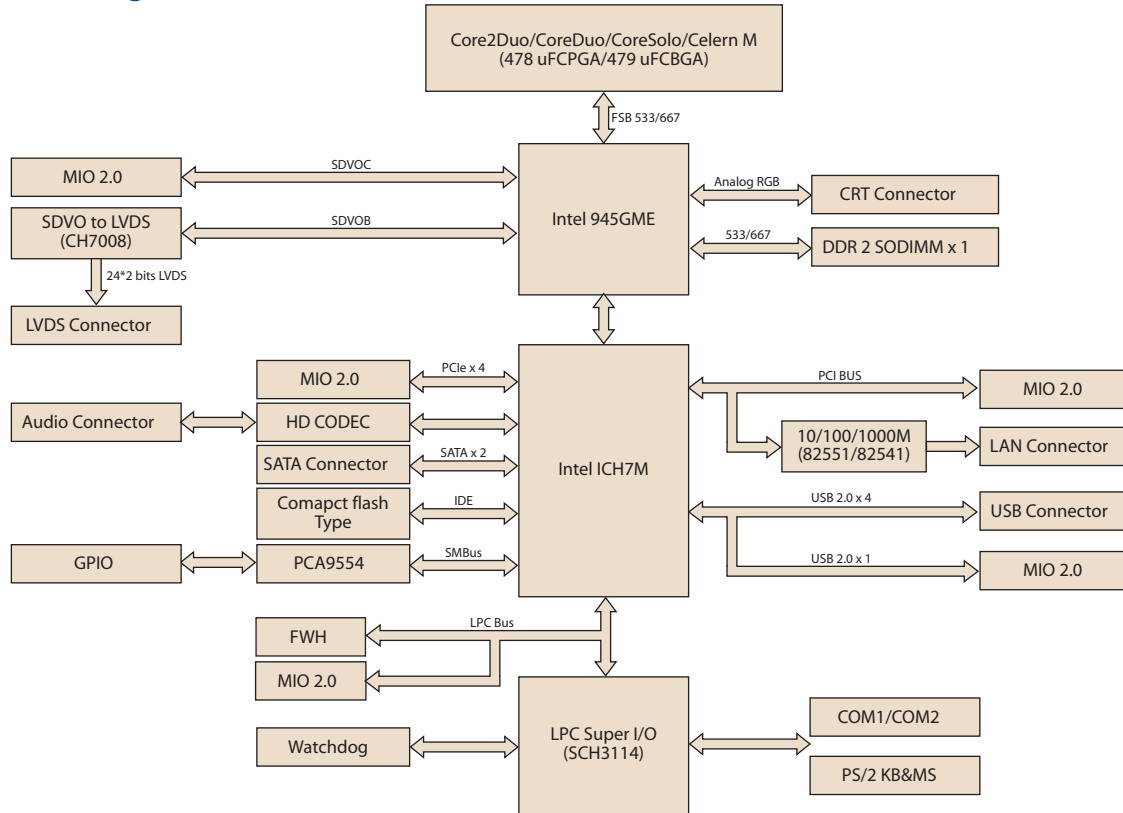 Core2Duo/CoreDuo/CoreSolo/Celern M
(478 uFCPGA/479 uFCBGA)
FSB 533/667
MIO 2.0
SDVOC
Intel 945GME
Analog RGB
CRT Connector
SDVO to LVDS
(CH7008)
SDVOB
533/667
DDR 2 SODIMM x 1
24*2 bits LVDS
LVDS Connector
MIO 2.0
PCIe x 4
Intel ICH7M
PCI BUS
MIO 2.0
Audio Connector
HD CODEC
10/100/1000M
(82551/82541)
LAN Connector
SATA Connector
SATA x 2
Comapct flash
Type
IDE
USB 2.0 x 4
USB Connector
GPIO
PCA9554
SMBus
USB 2.0 x 1
MIO 2.0
FWH
LPC Bus
MIO 2.0
LPC Super I/O
(SCH3114)
COM1/COM2
Watchdog
PS/2 KB&MS